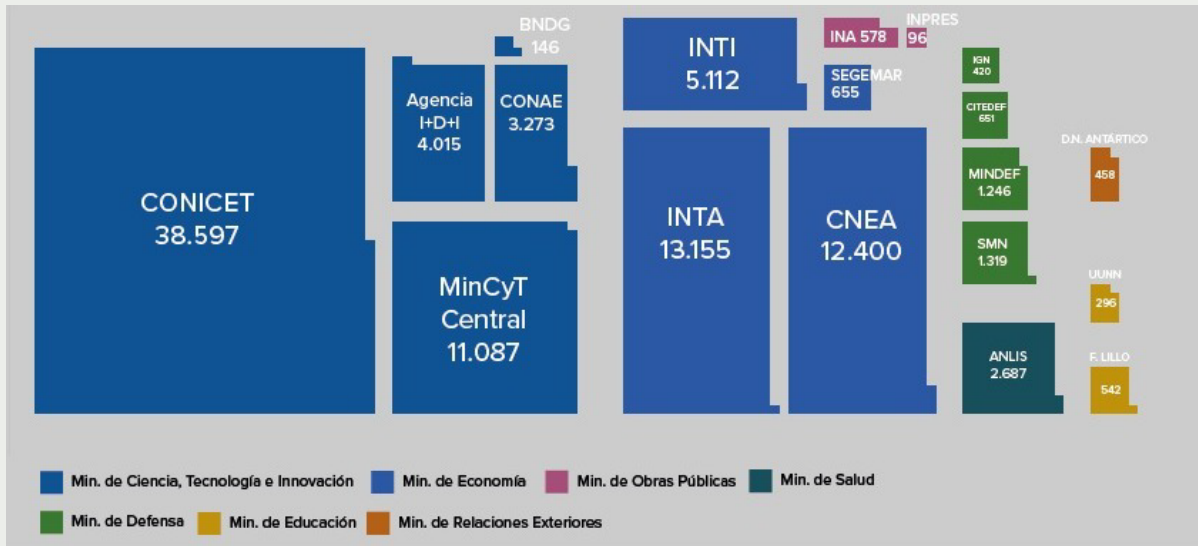 BNDG
146
CONICET
38.597
Agencia
I+D+I
4.015
CONAE
3.273
MinCyT
Central
11.087
INTI
5.112
INA 578
INPRES
96
SEGEMAR
655
INTA
13.155
CNEA
12.400
IGN
420
CITEDEF
651
MINDEF
1.246
SMN
1.319
ANLIS
2.687
D.N. ANTÁRTICO
458
UUNN
296
F. LILLO
542
Min. de Ciencia, Tecnología e Innovación
Min. de Economía
Min. de Obras Públicas
Min. de Salud
Min. de Defensa
Min. de Educación
Min. de Relaciones Exteriores